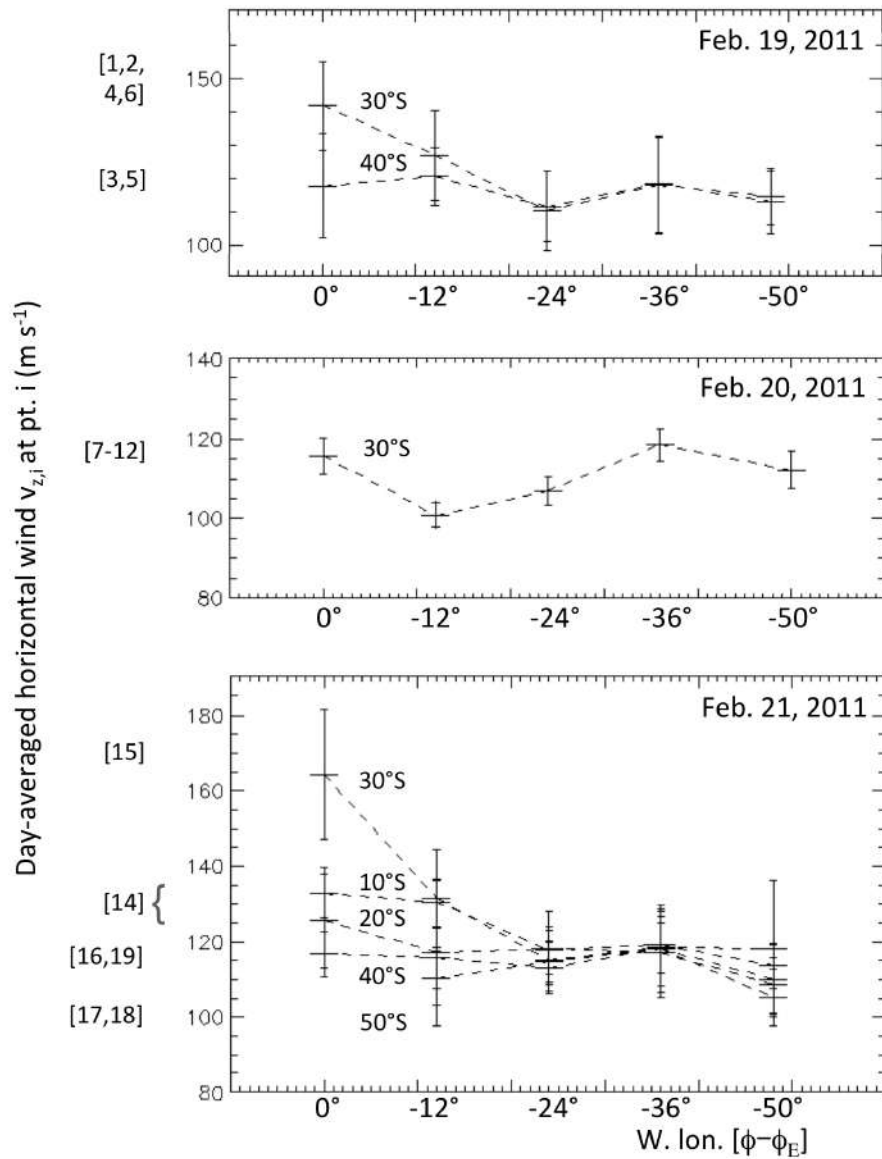 Day-averaged horizontal wind v_{z,i} at pt. i (m s⁻¹)
Feb. 19, 2011
[1,2,
4,6]
[3,5]
150
100
30°S
40°S
0° -12° -24° -36° -50°
Feb. 20, 2011
[7-12]
140
120
100
80
30°S
0° -12° -24° -36° -50°
Feb. 21, 2011
[15]
[14] {
[16,19]
[17,18]
180
160
140
120
100
80
30°S
10°S
20°S
40°S
50°S
0° -12° -24° -36° -50°
W. lon. [ϕ−ϕ_E]